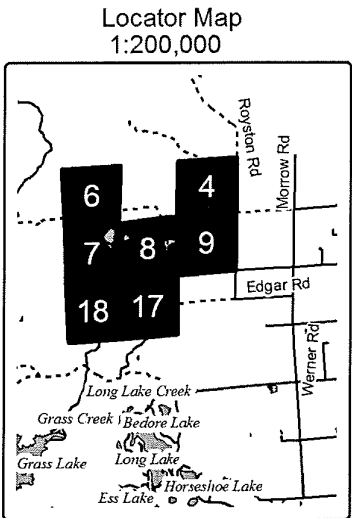 Locator Map
1:200,000
Royston Rd
Morrow Rd
6
4
7
8
9
Edgar Rd
18
17
Werner Rd
Long Lake Creek
Grass Creek
Bedore Lake
Long Lake
Grass Lake
Horseshoe Lake
Ess Lake